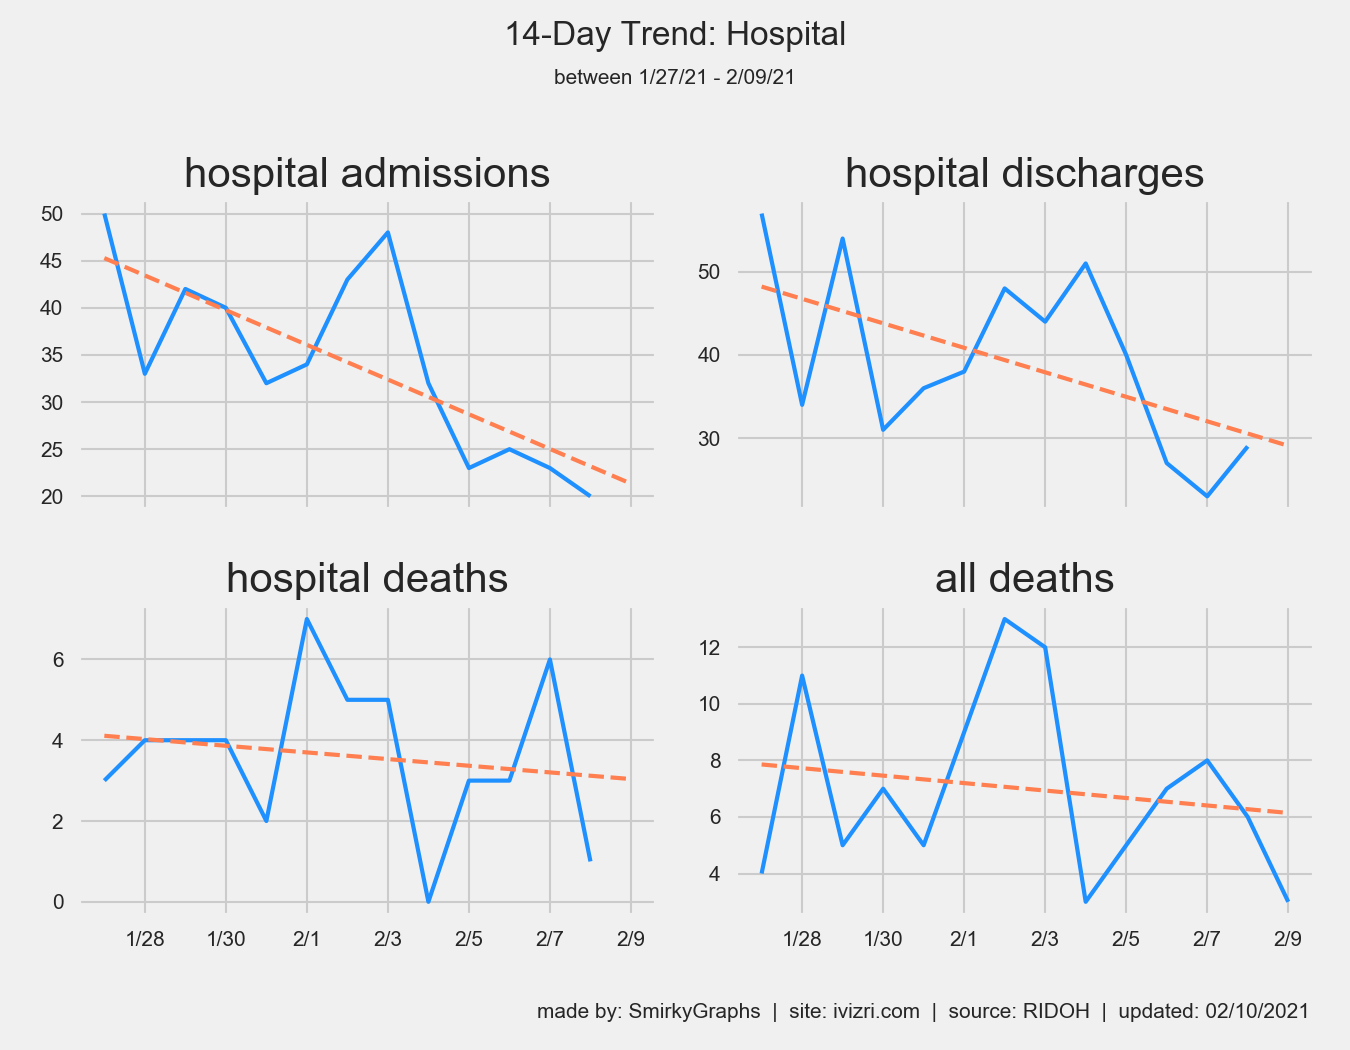 14-Day Trend: Hospital
between 1/27/21 - 2/09/21
hospital admissions
50
45
40
35
30
25
20
hospital discharges
50
40
30
hospital deaths
6
4
2
0
1/28 1/30 2/1 2/3 2/5 2/7 2/9
all deaths
12
10
8
6
4
1/28 1/30 2/1 2/3 2/5 2/7 2/9
made by: SmirkyGraphs | site: ivizri.com | source: RIDOH | updated: 02/10/2021